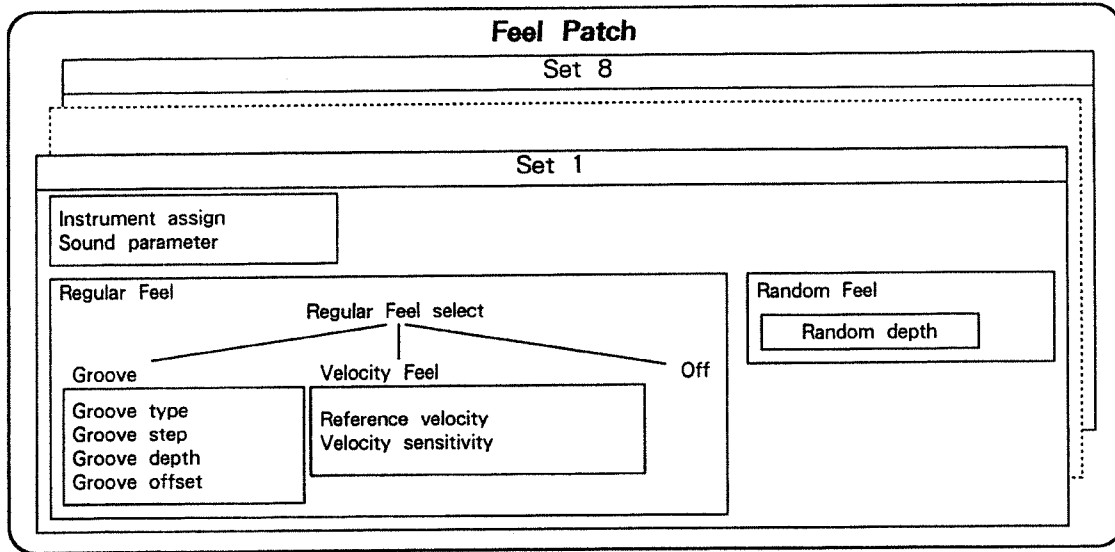 Feel Patch
Set 8
Set 1
Instrument assign
Sound parameter
Regular Feel
Regular Feel select
Groove
Velocity Feel
Off
Groove type
Groove step
Groove depth
Groove offset
Reference velocity
Velocity sensitivity
Random Feel
Random depth